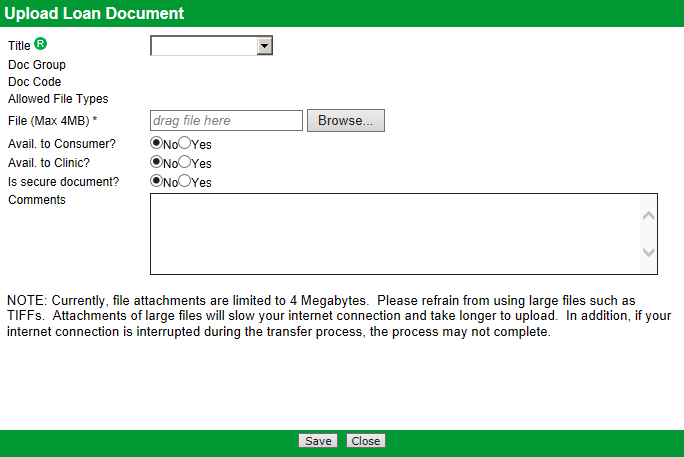 Upload Loan Document
Title R
Doc Group
Doc Code
Allowed File Types
File (Max 4MB) * drag file here Browse...
Avail. to Consumer? No Yes
Avail. to Clinic? No Yes
Is secure document? No Yes
Comments
NOTE: Currently, file attachments are limited to 4 Megabytes.  Please refrain from using large files such as
TIFFs.  Attachments of large files will slow your internet connection and take longer to upload.  In addition, if your
internet connection is interrupted during the transfer process, the process may not complete.
Save Close